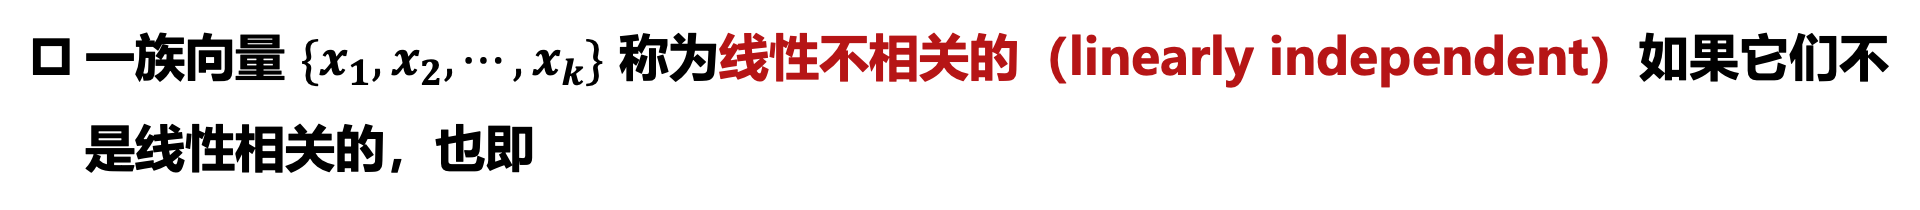 一族向量 {x₁, x₂, ⋯, xₖ} 称为线性不相关的（linearly independent）如果它们不
是线性相关的，也即